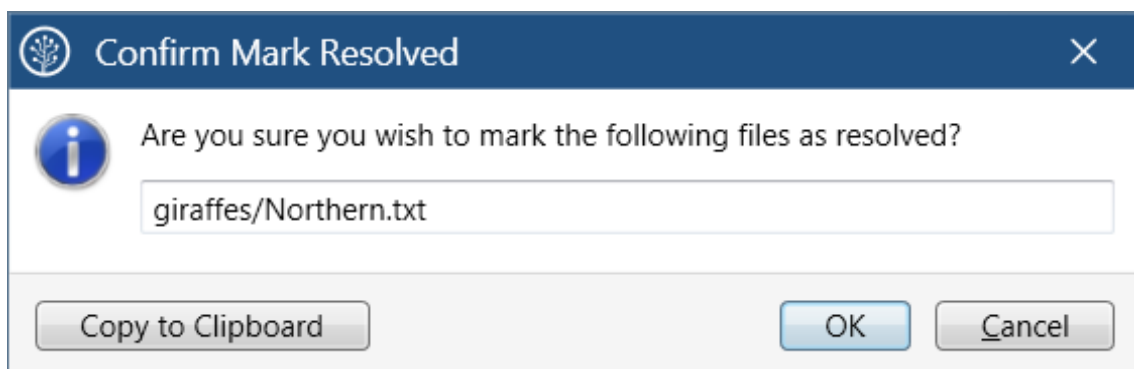 Confirm Mark Resolved
Are you sure you wish to mark the following files as resolved?
giraffes/Northern.txt
Copy to Clipboard
OK
Cancel